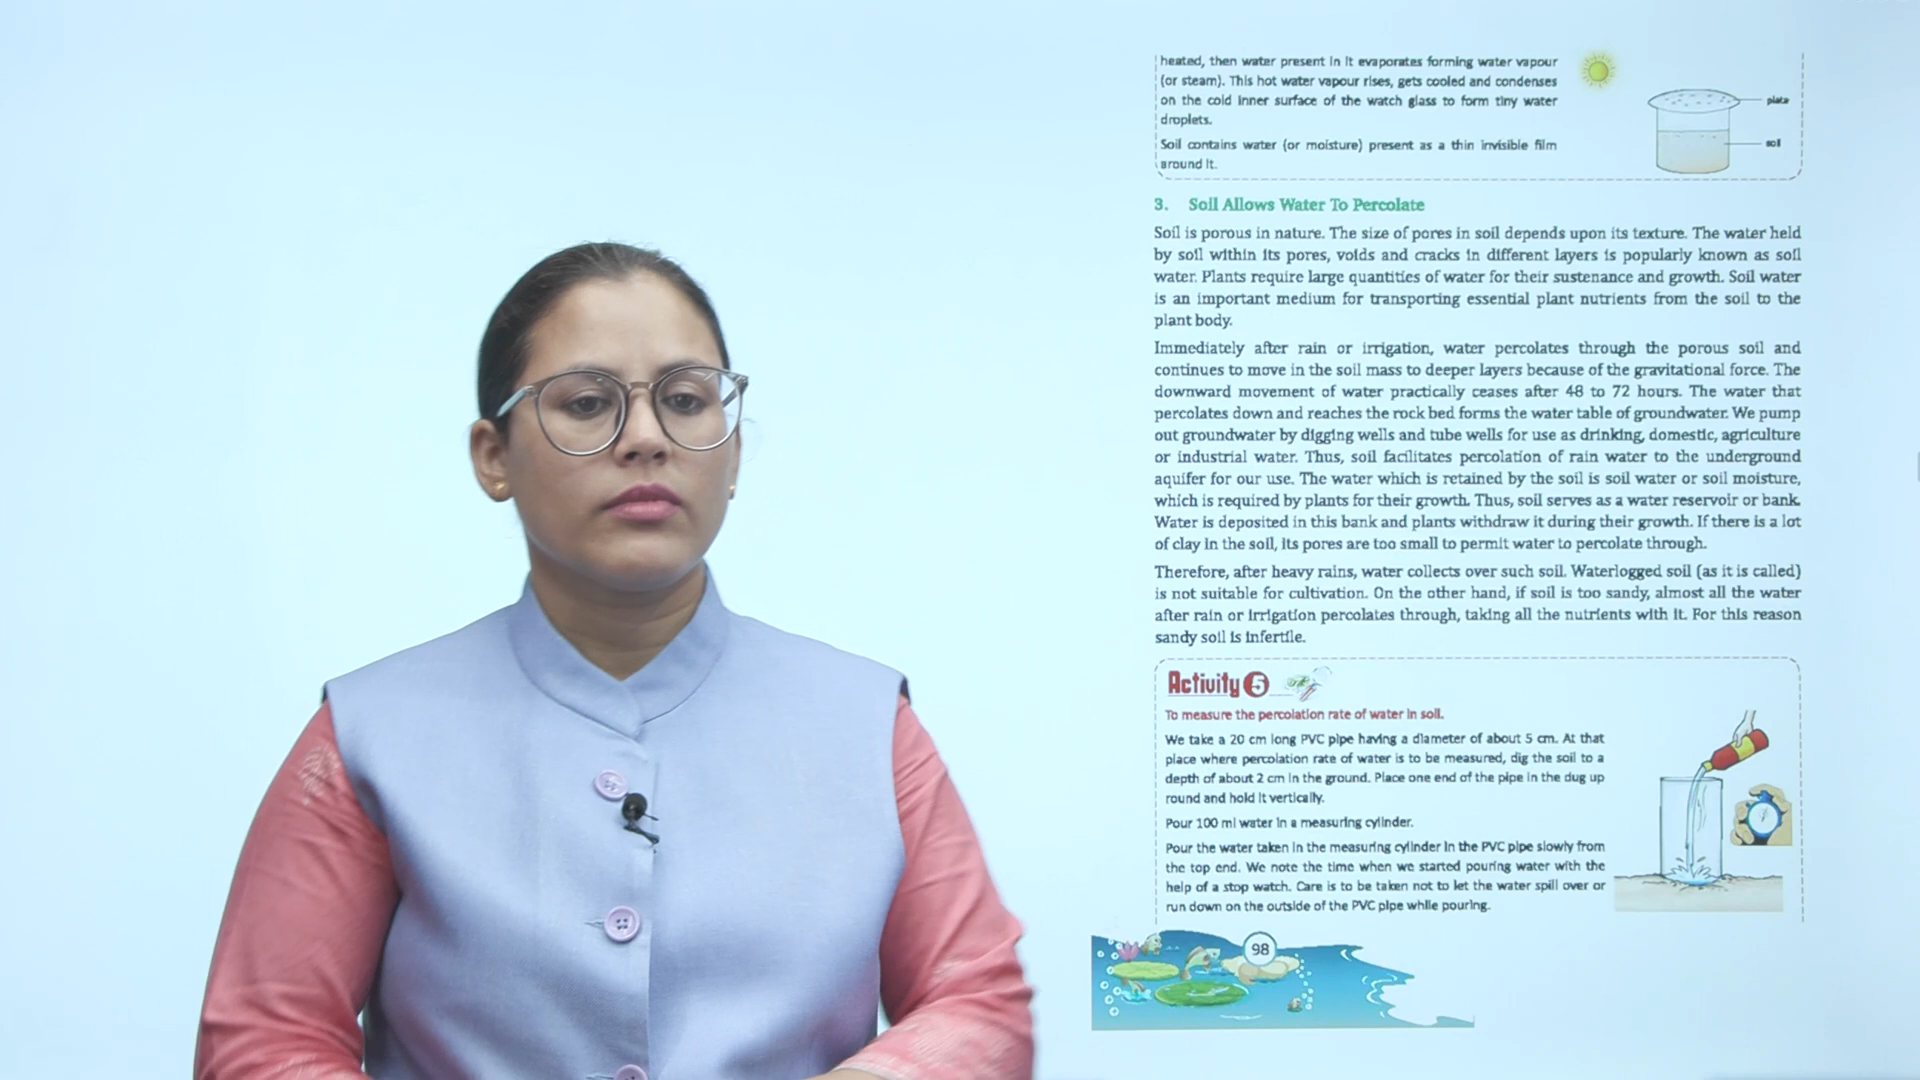 heated, then water present in it evaporates forming water vapour
(or steam). This hot water vapour rises, gets cooled and condenses
on the cold inner surface of the watch glass to form tiny water
droplets.
Soil contains water (or moisture) present as a thin invisible film
around it.
plate
soil
3. Soil Allows Water To Percolate
Soil is porous in nature. The size of pores in soil depends upon its texture. The water held
by soil within its pores, voids and cracks in different layers is popularly known as soil
water. Plants require large quantities of water for their sustenance and growth. Soil water
is an important medium for transporting essential plant nutrients from the soil to the
plant body.
Immediately after rain or irrigation, water percolates through the porous soil and
continues to move in the soil mass to deeper layers because of the gravitational force. The
downward movement of water practically ceases after 48 to 72 hours. The water that
percolates down and reaches the rock bed forms the water table of groundwater. We pump
out groundwater by digging wells and tube wells for use as drinking, domestic, agriculture
or industrial water. Thus, soil facilitates percolation of rain water to the underground
aquifer for our use. The water which is retained by the soil is soil water or soil moisture,
which is required by plants for their growth. Thus, soil serves as a water reservoir or bank.
Water is deposited in this bank and plants withdraw it during their growth. If there is a lot
of clay in the soil, its pores are too small to permit water to percolate through.
Therefore, after heavy rains, water collects over such soil. Waterlogged soil (as it is called)
is not suitable for cultivation. On the other hand, if soil is too sandy, almost all the water
after rain or irrigation percolates through, taking all the nutrients with it. For this reason
sandy soil is infertile.
Activity 5
To measure the percolation rate of water in soil.
We take a 20 cm long PVC pipe having a diameter of about 5 cm. At that
place where percolation rate of water is to be measured, dig the soil to a
depth of about 2 cm in the ground. Place one end of the pipe in the dug up
round and hold it vertically.
Pour 100 ml water in a measuring cylinder.
Pour the water taken in the measuring cylinder in the PVC pipe slowly from
the top end. We note the time when we started pouring water with the
help of a stop watch. Care is to be taken not to let the water spill over or
run down on the outside of the PVC pipe while pouring.
98